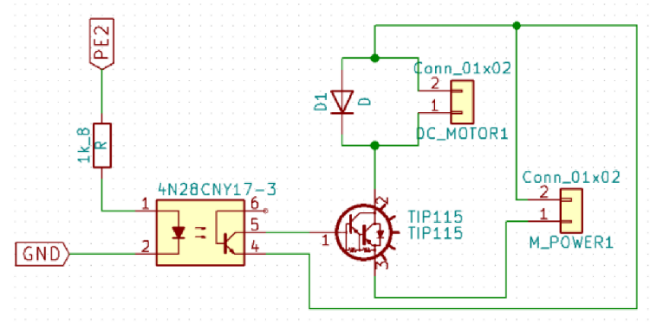 PE2
1k_8
R
GND
4N28CNY17-3
1
2
6
5
4
D1
D
Conn_01x02
2
1
DC_MOTOR1
2
TIP115
TIP115
1
3
Conn_01x02
2
1
M_POWER1